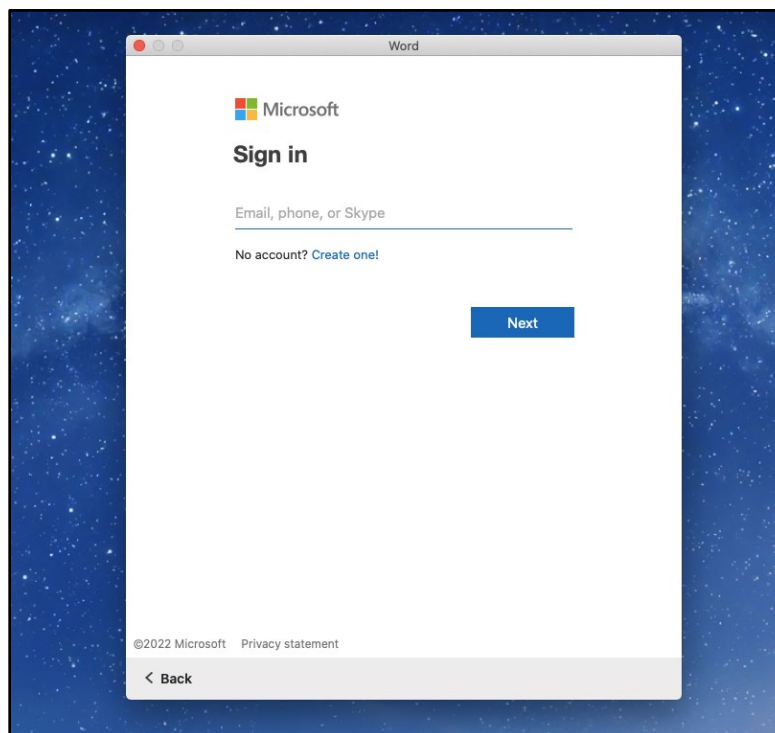 Word
Microsoft
Sign in
Email, phone, or Skype
No account? Create one!
Next
©2022 Microsoft Privacy statement
< Back